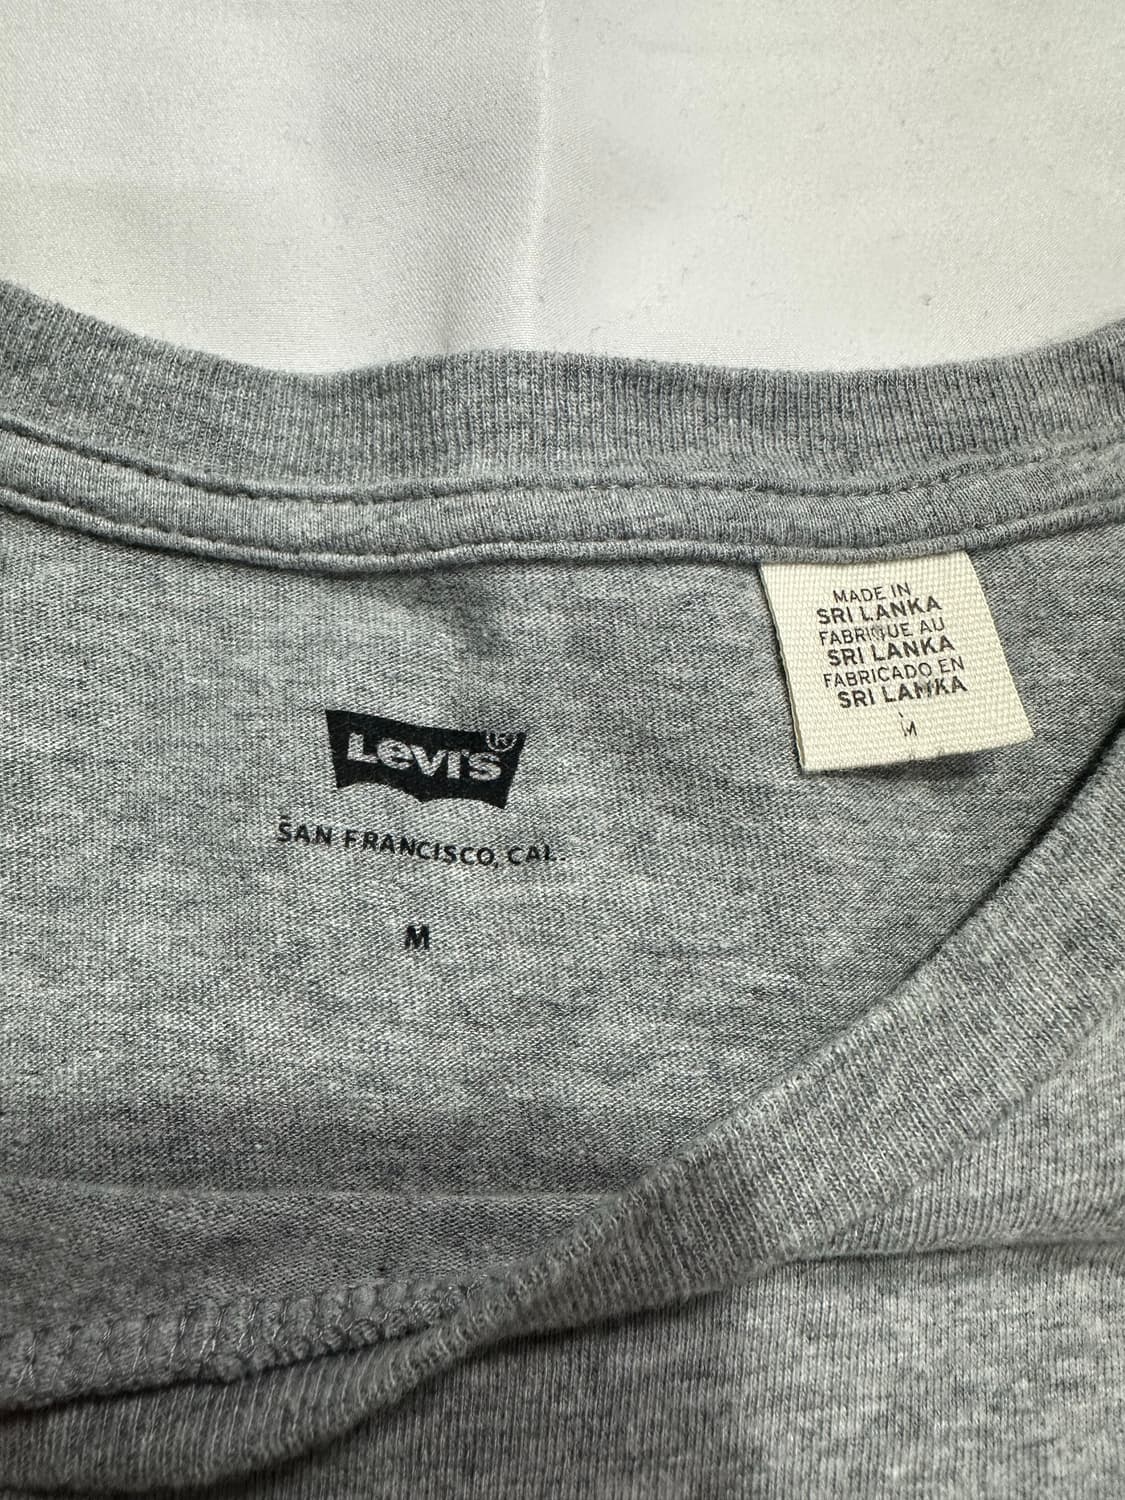 Levi's®
SAN FRANCISCO, CAL.
M
MADE IN
SRI LANKA
FABRIQUE AU
SRI LANKA
FABRICADO EN
SRI LANKA
M